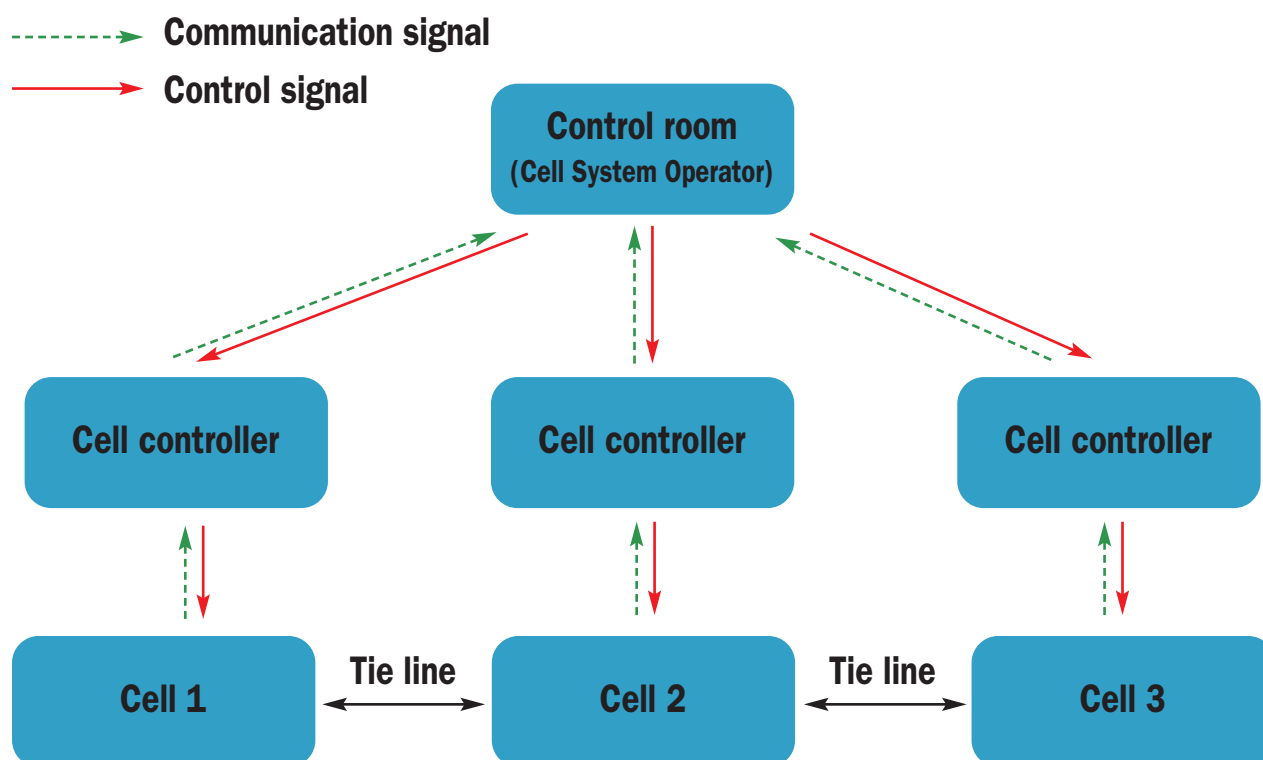 Communication signal
Control signal
Control room
(Cell System Operator)
Cell controller
Cell controller
Cell controller
Tie line
Tie line
Cell 1
Cell 2
Cell 3